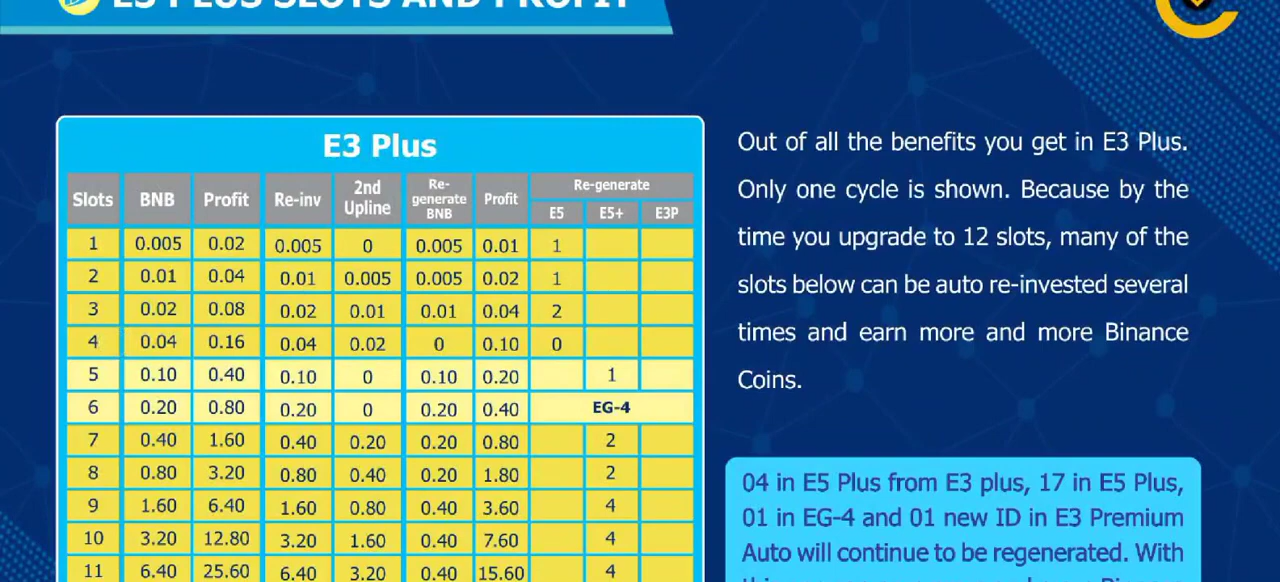 E5 PLUS SLOTS AND PROFIT
E3 Plus
Slots BNB Profit Re-inv 2nd Upline Re-generate BNB Profit Re-generate
E5 E5+ E3P
1 0.005 0.02 0.005 0 0.005 0.01 1
2 0.01 0.04 0.01 0.005 0.005 0.02 1
3 0.02 0.08 0.02 0.01 0.01 0.04 2
4 0.04 0.16 0.04 0.02 0 0.10 0
5 0.10 0.40 0.10 0 0.10 0.20 1
6 0.20 0.80 0.20 0 0.20 0.40 EG-4
7 0.40 1.60 0.40 0.20 0.20 0.80 2
8 0.80 3.20 0.80 0.40 0.20 1.80 2
9 1.60 6.40 1.60 0.80 0.40 3.60 4
10 3.20 12.80 3.20 1.60 0.40 7.60 4
11 6.40 25.60 6.40 3.20 0.40 15.60 4
Out of all the benefits you get in E3 Plus.
Only one cycle is shown. Because by the
time you upgrade to 12 slots, many of the
slots below can be auto re-invested several
times and earn more and more Binance
Coins.
04 in E5 Plus from E3 plus, 17 in E5 Plus,
01 in EG-4 and 01 new ID in E3 Premium
Auto will continue to be regenerated. With